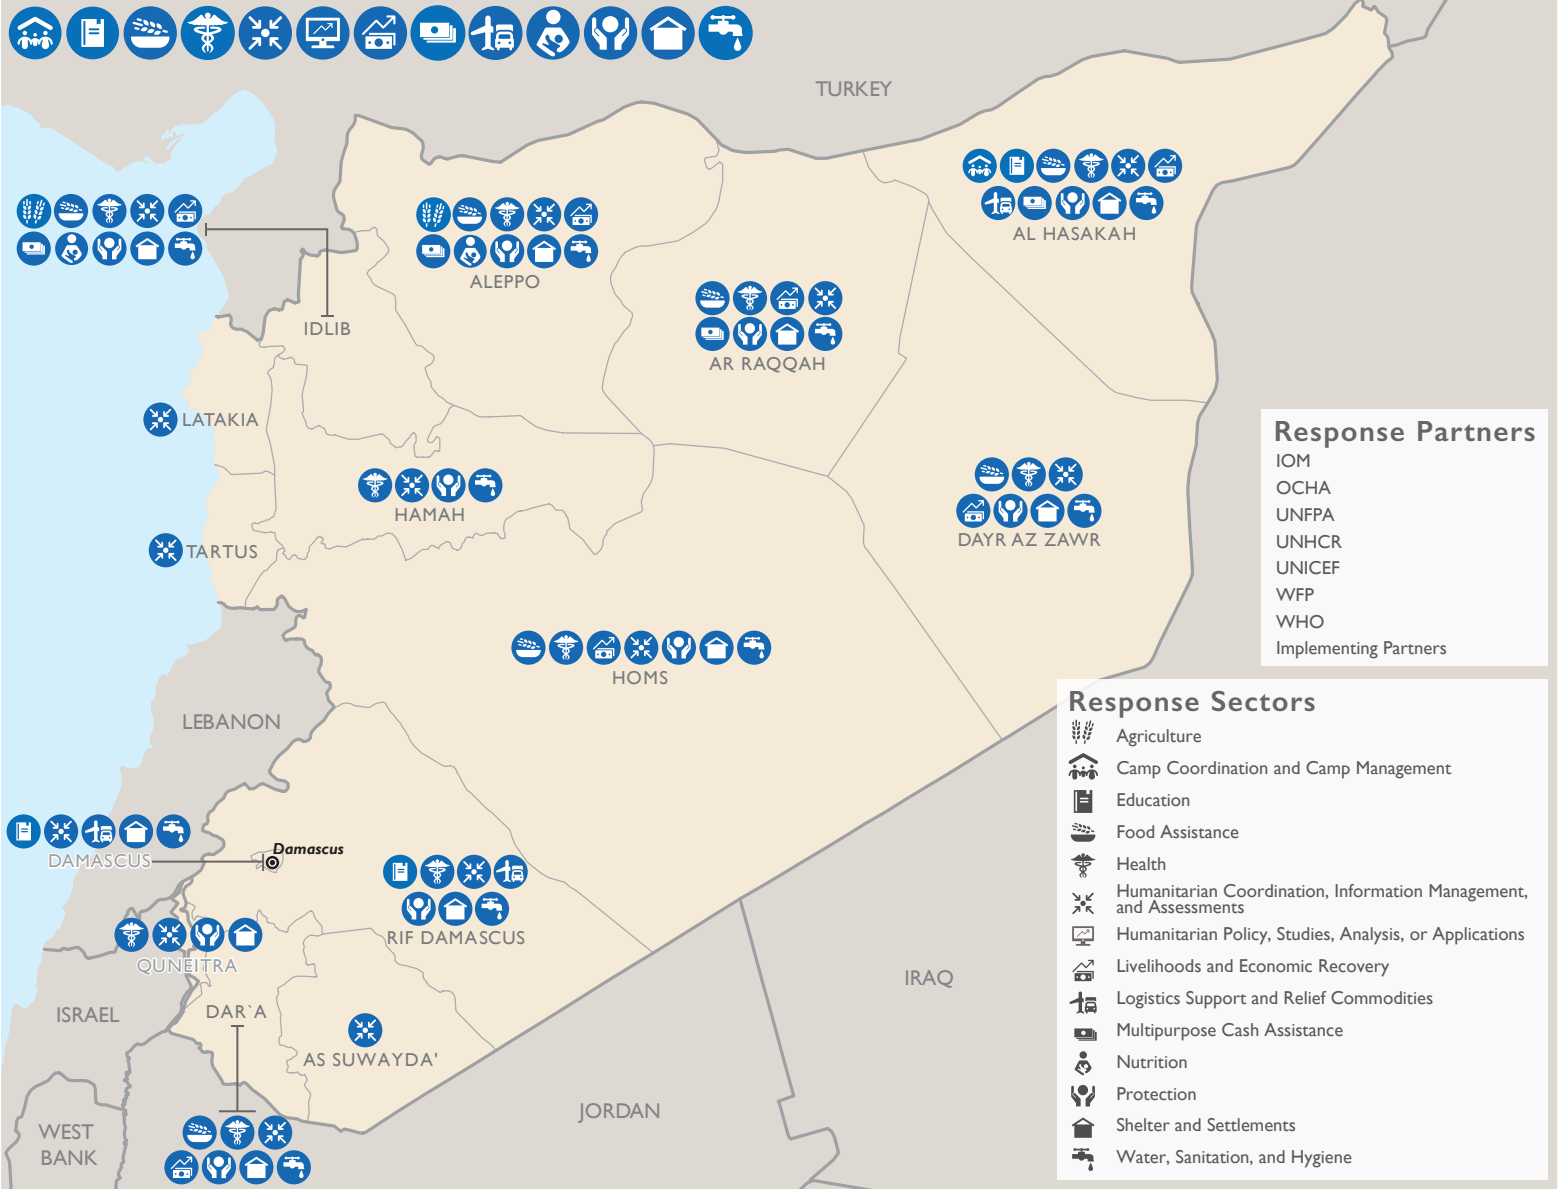 TURKEY
AL HASAKAH
ALEPPO
IDLIB
AR RAQQAH
LATAKIA
HAMAH
DAYR AZ ZAWR
TARTUS
HOMS
LEBANON
DAMASCUS
Damascus
RIF DAMASCUS
QUNEITRA
IRAQ
ISRAEL
DAR`A
AS SUWAYDA'
JORDAN
WEST
BANK
Response Partners
IOM
OCHA
UNFPA
UNHCR
UNICEF
WFP
WHO
Implementing Partners
Response Sectors
Agriculture
Camp Coordination and Camp Management
Education
Food Assistance
Health
Humanitarian Coordination, Information Management,
and Assessments
Humanitarian Policy, Studies, Analysis, or Applications
Livelihoods and Economic Recovery
Logistics Support and Relief Commodities
Multipurpose Cash Assistance
Nutrition
Protection
Shelter and Settlements
Water, Sanitation, and Hygiene